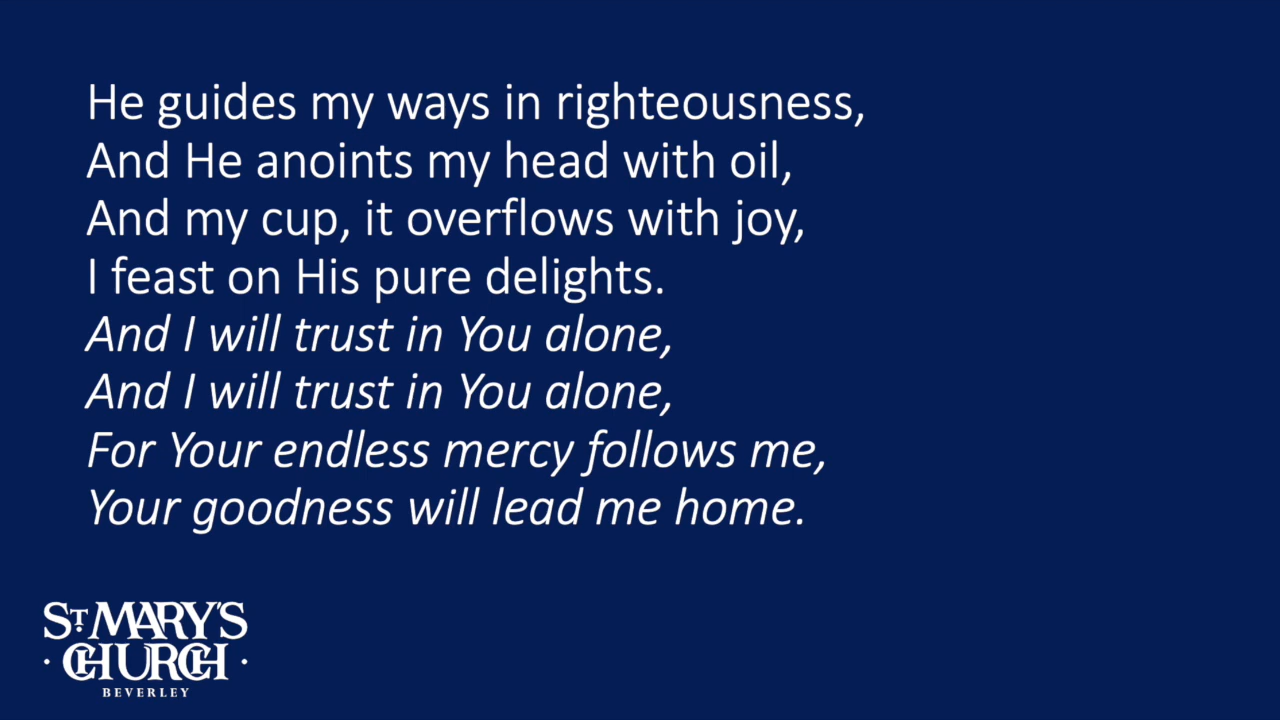 He guides my ways in righteousness,
And He anoints my head with oil,
And my cup, it overflows with joy,
I feast on His pure delights.
And I will trust in You alone,
And I will trust in You alone,
For Your endless mercy follows me,
Your goodness will lead me home.
ST MARY'S
· CHURCH ·
BEVERLEY